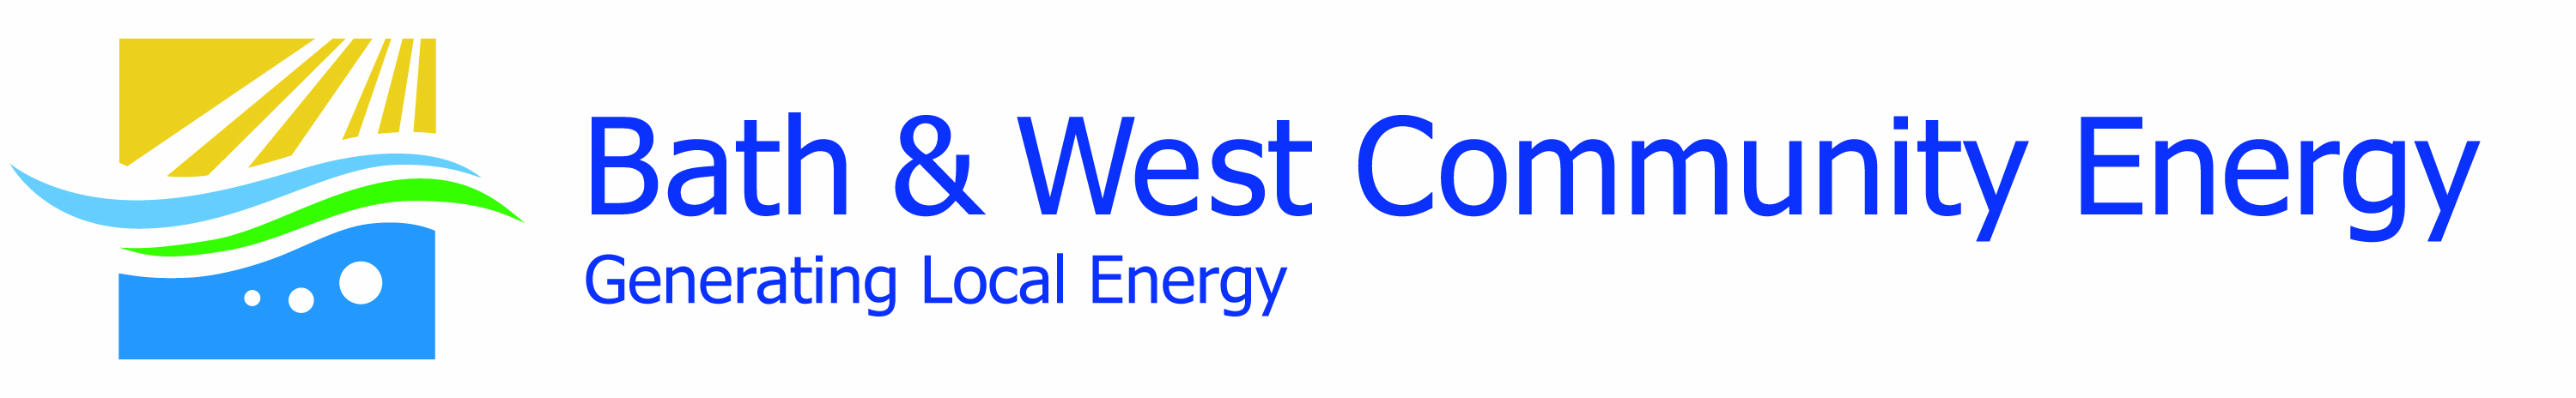 Bath & West Community Energy
Generating Local Energy